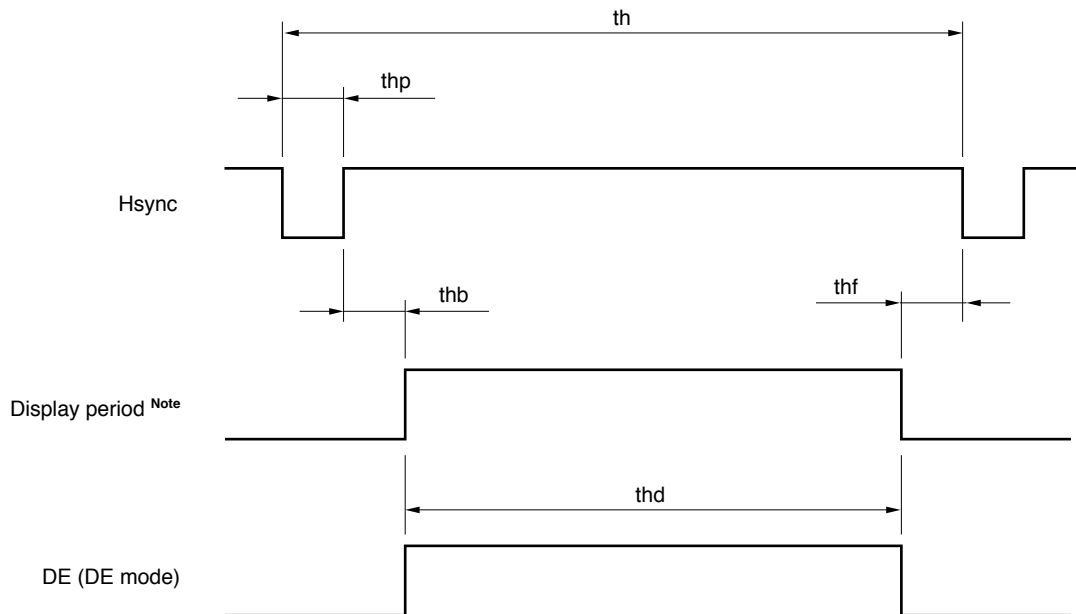 th
thp
Hsync
thb
thf
Display period Note
thd
DE (DE mode)